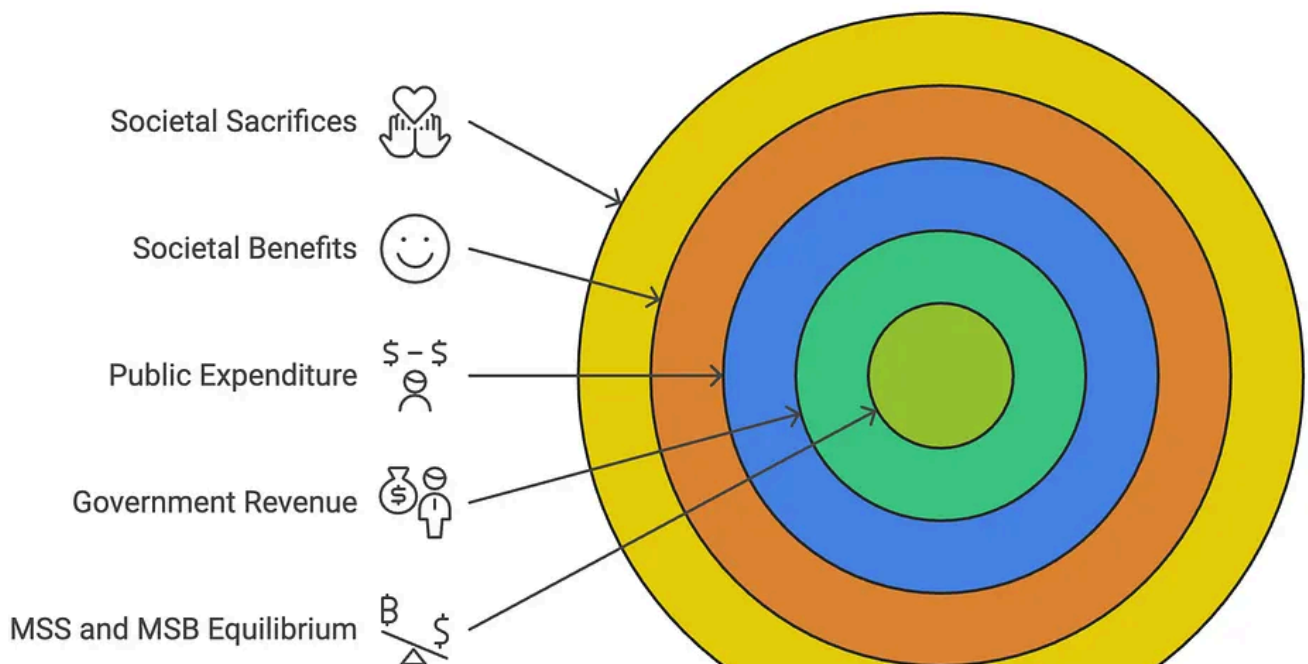 Societal Sacrifices
Societal Benefits
$ - $
Public Expenditure
Government Revenue
$
B
MSS and MSB Equilibrium
$